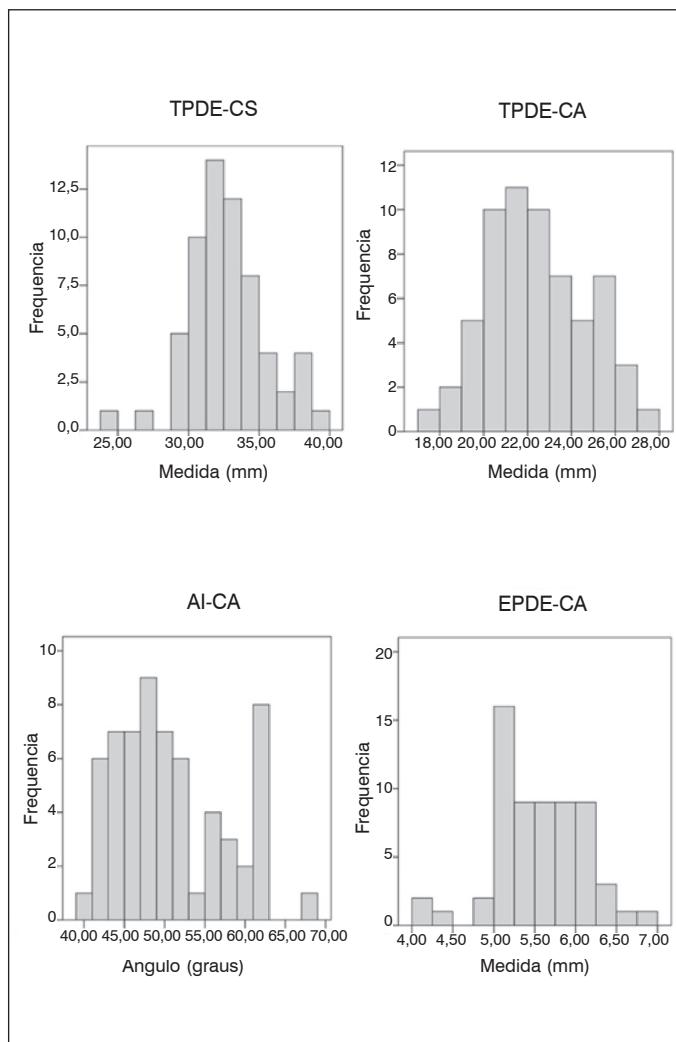 TPDE-CS
12,5
10,0
7,5
5,0
2,5
0,0
Frequencia
25,00 30,00 35,00 40,00
Medida (mm)
TPDE-CA
12
10
8
6
4
2
0
Frequencia
18,00 20,00 22,00 24,00 26,00 28,00
Medida (mm)
AI-CA
10
8
6
4
2
0
Frequencia
40,00 45,00 50,00 55,00 60,00 65,00 70,00
Angulo (graus)
EPDE-CA
20
15
10
5
0
Frequencia
4,00 4,50 5,00 5,50 6,00 6,50 7,00
Medida (mm)